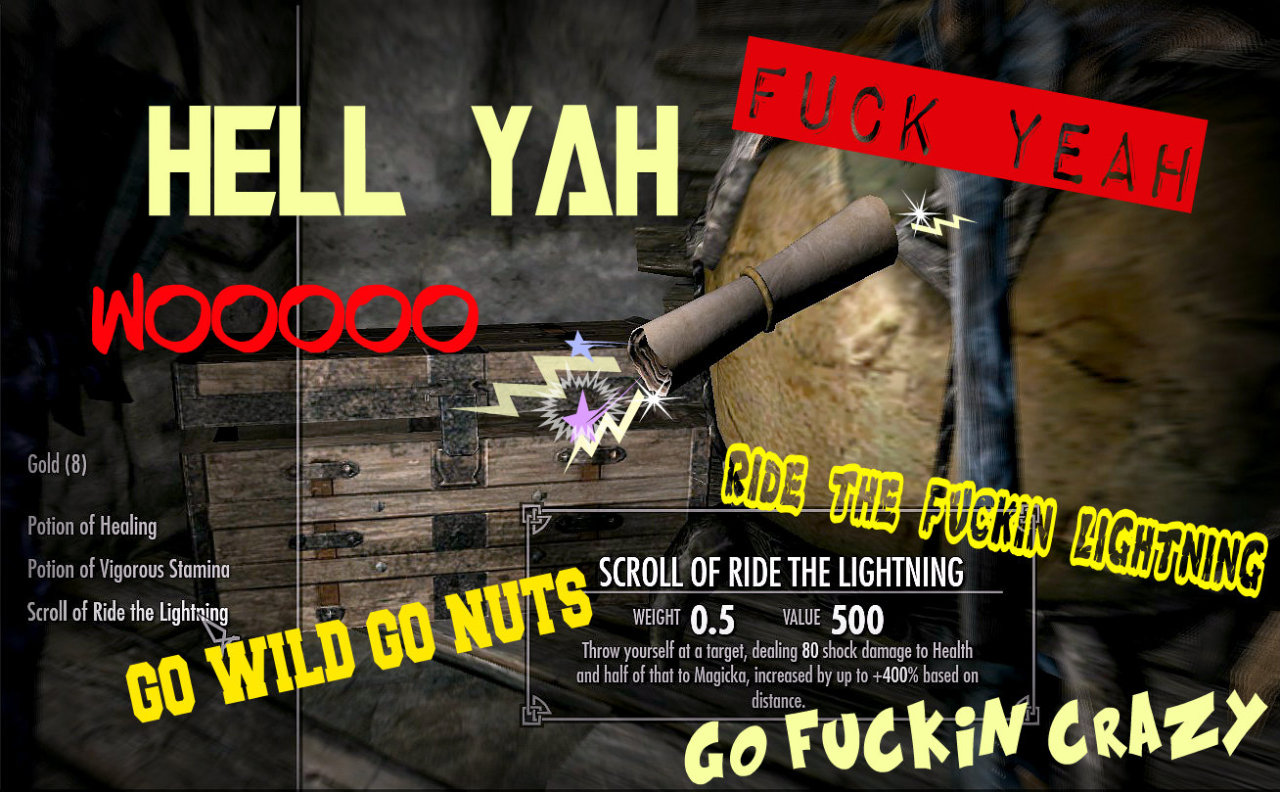 FUCK YEAH
HELL YAH
WOOOOO
Gold (8)
Potion of Healing
Potion of Vigorous Stamina
Scroll of Ride the Lightning
RIDE THE FUCKIN LIGHTNING
GO WILD GO NUTS
SCROLL OF RIDE THE LIGHTNING
WEIGHT 0.5 VALUE 500
Throw yourself at a target, dealing 80 shock damage to Health
and half of that to Magicka, increased by up to +400% based on
distance.
GO FUCKiN CRAZY